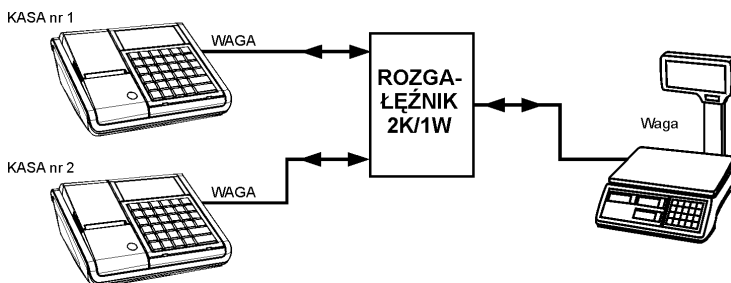 KASA nr 1
WAGA
ROZGA-
ŁĘŹNIK
2K/1W
Waga
KASA nr 2
WAGA